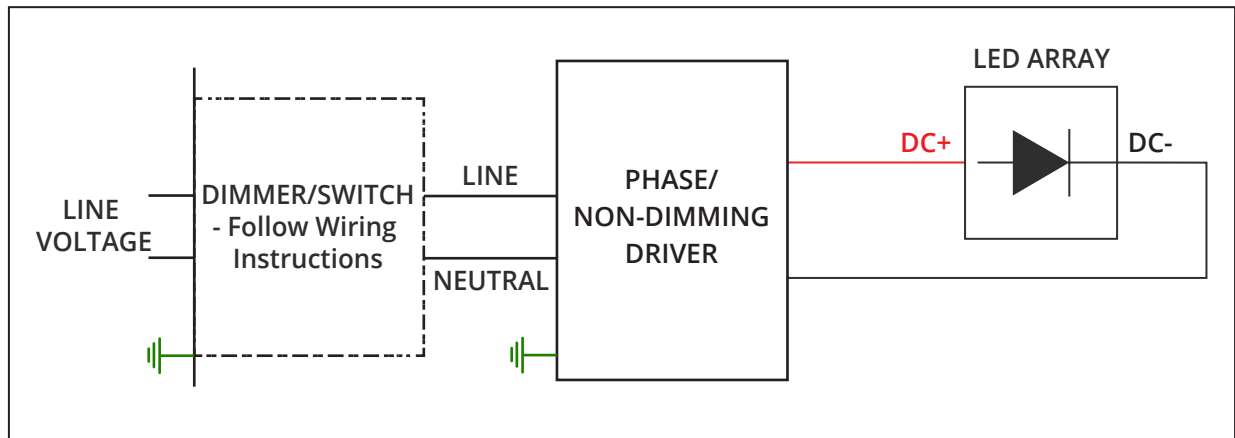 LED ARRAY
DC+
DC-
LINE
VOLTAGE
DIMMER/SWITCH
- Follow Wiring
Instructions
LINE
NEUTRAL
PHASE/
NON-DIMMING
DRIVER